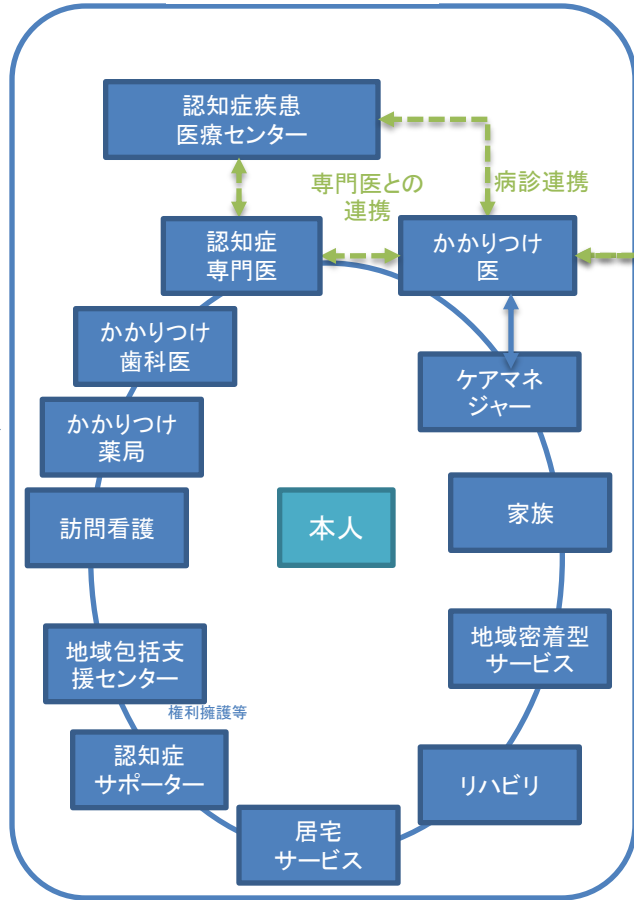 認知症疾患
医療センター
専門医との
連携
病診連携
認知症
専門医
かかりつけ
医
かかりつけ
歯科医
ケアマネ
ジャー
かかりつけ
薬局
訪問看護
本人
家族
地域包括支
援センター
権利擁護等
地域密着型
サービス
認知症
サポーター
リハビリ
居宅
サービス